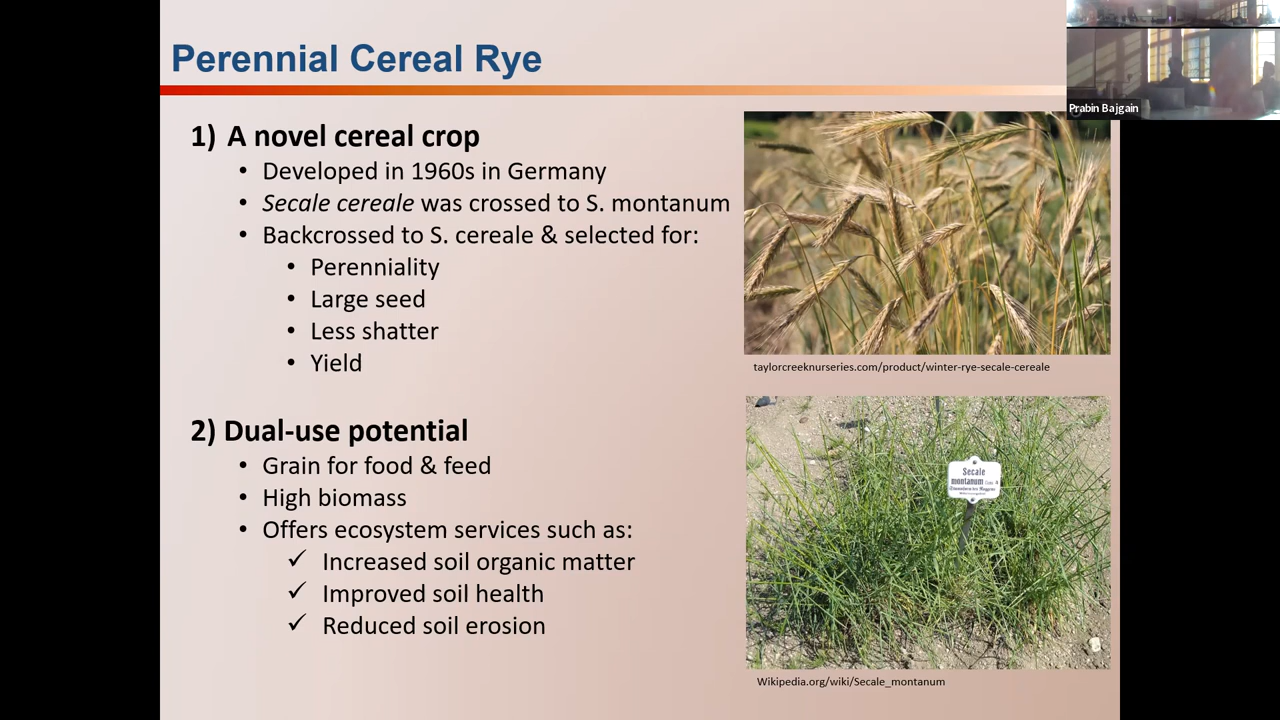 Perennial Cereal Rye
1) A novel cereal crop
• Developed in 1960s in Germany
• Secale cereale was crossed to S. montanum
• Backcrossed to S. cereale & selected for:
• Perenniality
• Large seed
• Less shatter
• Yield
2) Dual-use potential
• Grain for food & feed
• High biomass
• Offers ecosystem services such as:
✓ Increased soil organic matter
✓ Improved soil health
✓ Reduced soil erosion
Prabin Bajgain
taylorcreeknurseries.com/product/winter-rye-secale-cereale
Secale
montanum
Wikipedia.org/wiki/Secale_montanum